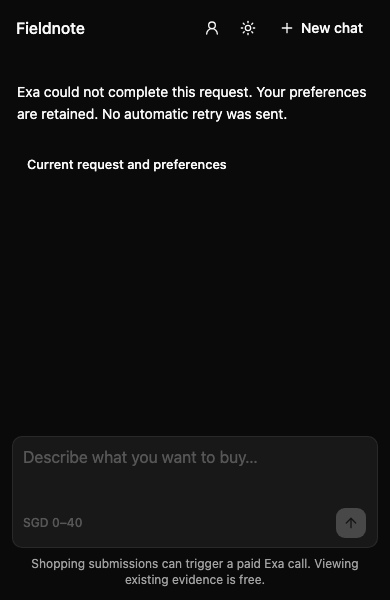 Fieldnote
New chat
Exa could not complete this request. Your preferences
are retained. No automatic retry was sent.
Current request and preferences
Describe what you want to buy...
SGD 0–40
Shopping submissions can trigger a paid Exa call. Viewing
existing evidence is free.